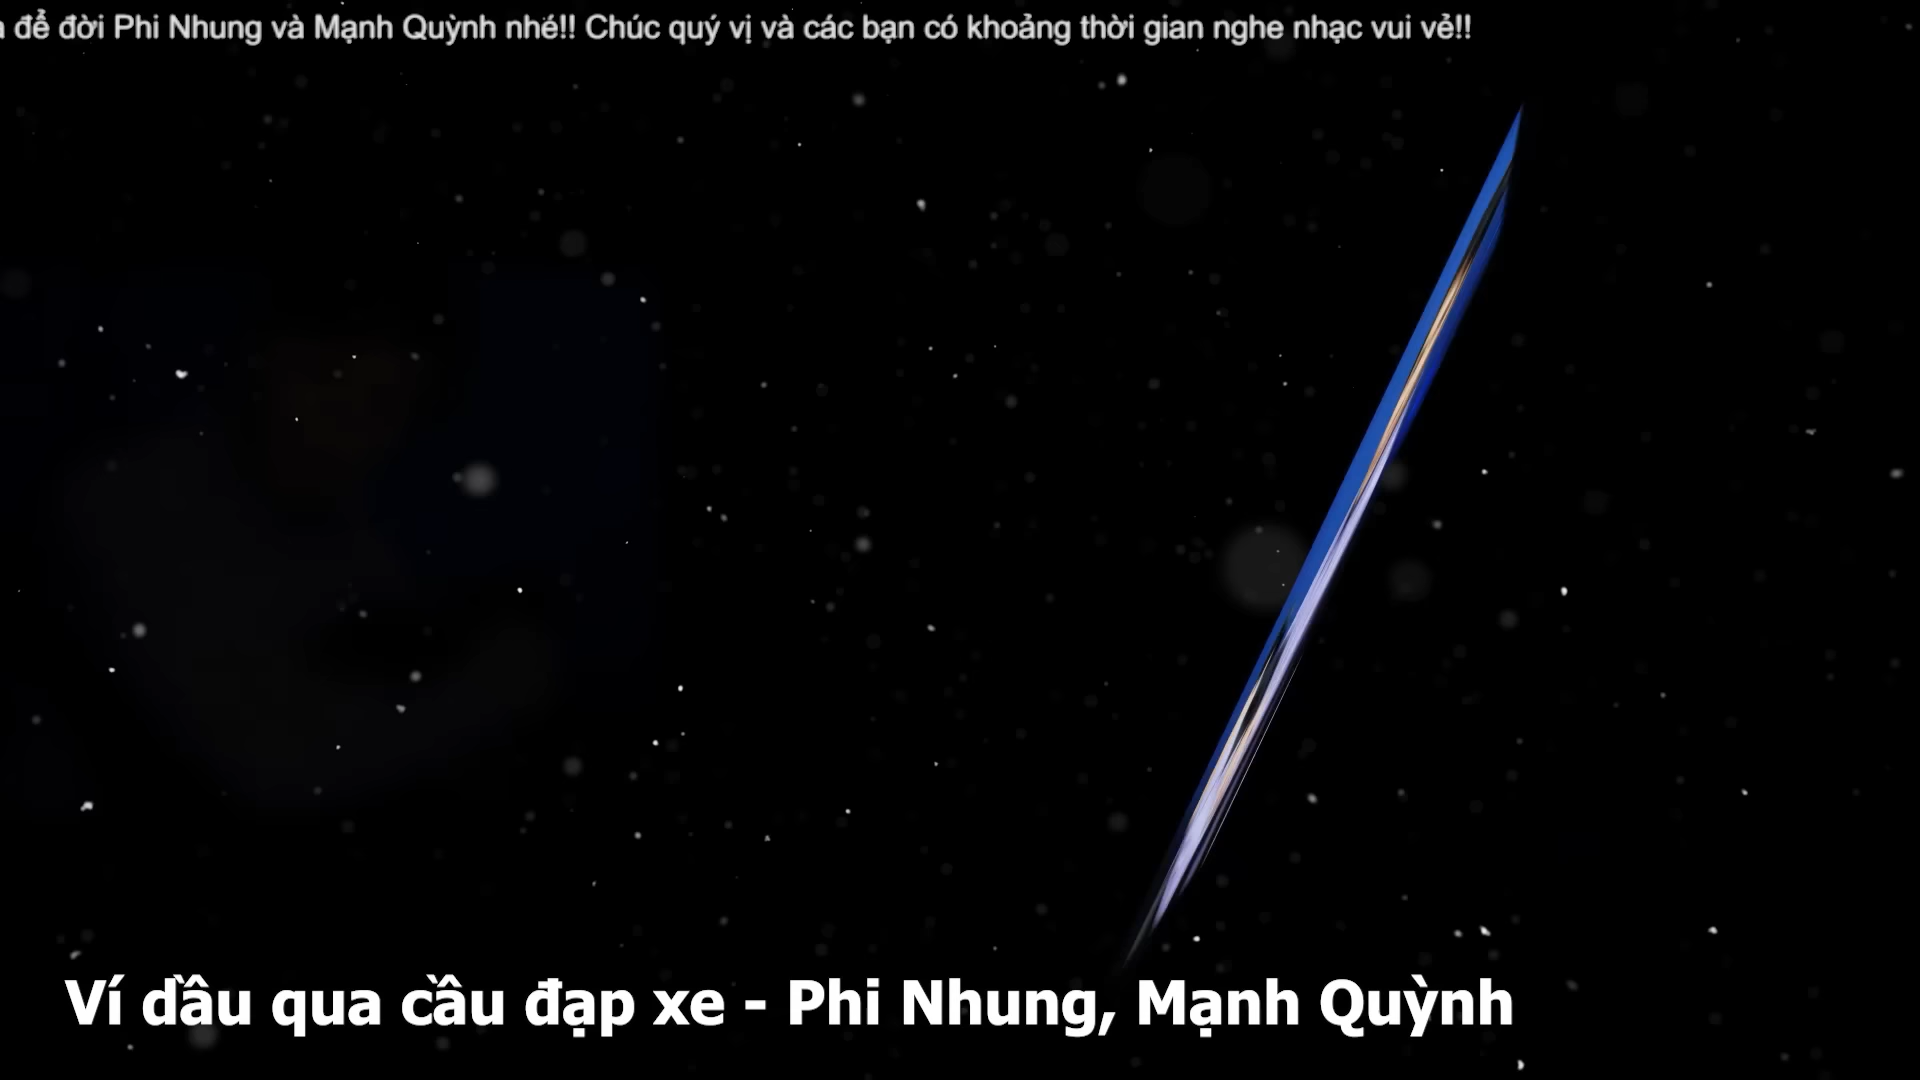 để đời Phi Nhung và Mạnh Quỳnh nhé!! Chúc quý vị và các bạn có khoảng thời gian nghe nhạc vui vẻ!!
Ví dầu qua cầu đạp xe - Phi Nhung, Mạnh Quỳnh